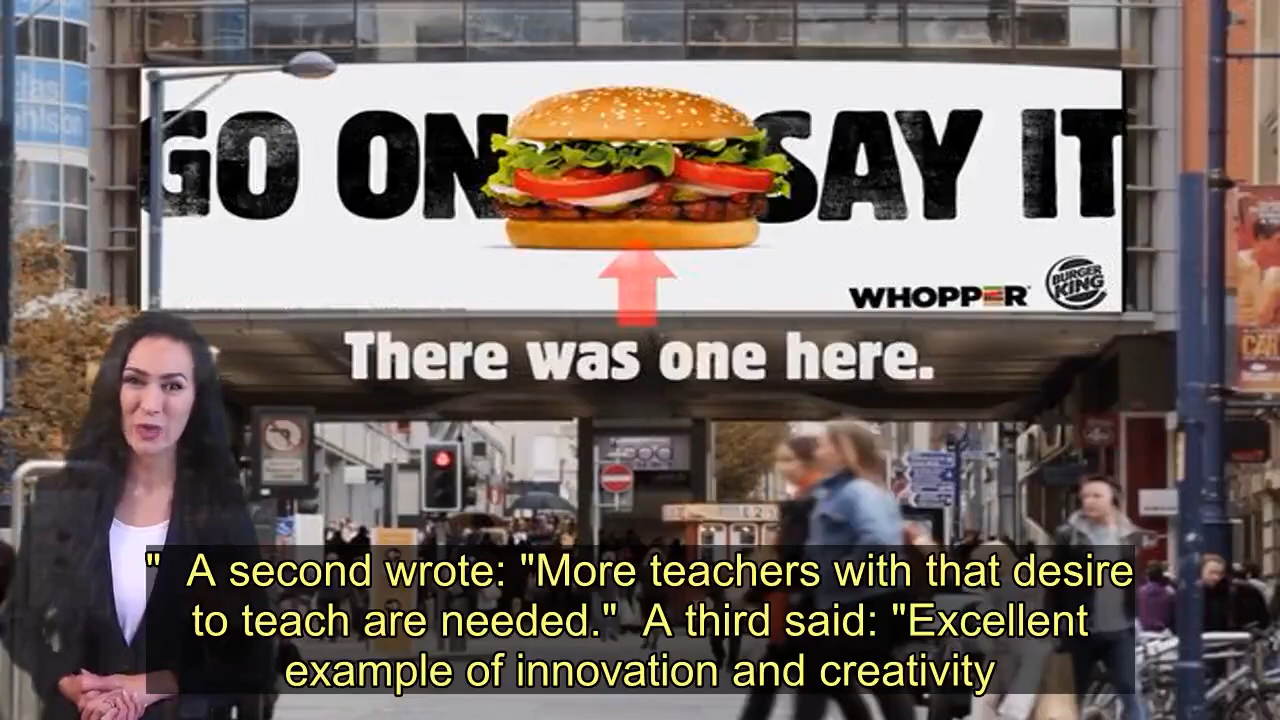 GO ON SAY IT
WHOPPER
BURGER
KING
There was one here.
" A second wrote: "More teachers with that desire
to teach are needed." A third said: "Excellent
example of innovation and creativity